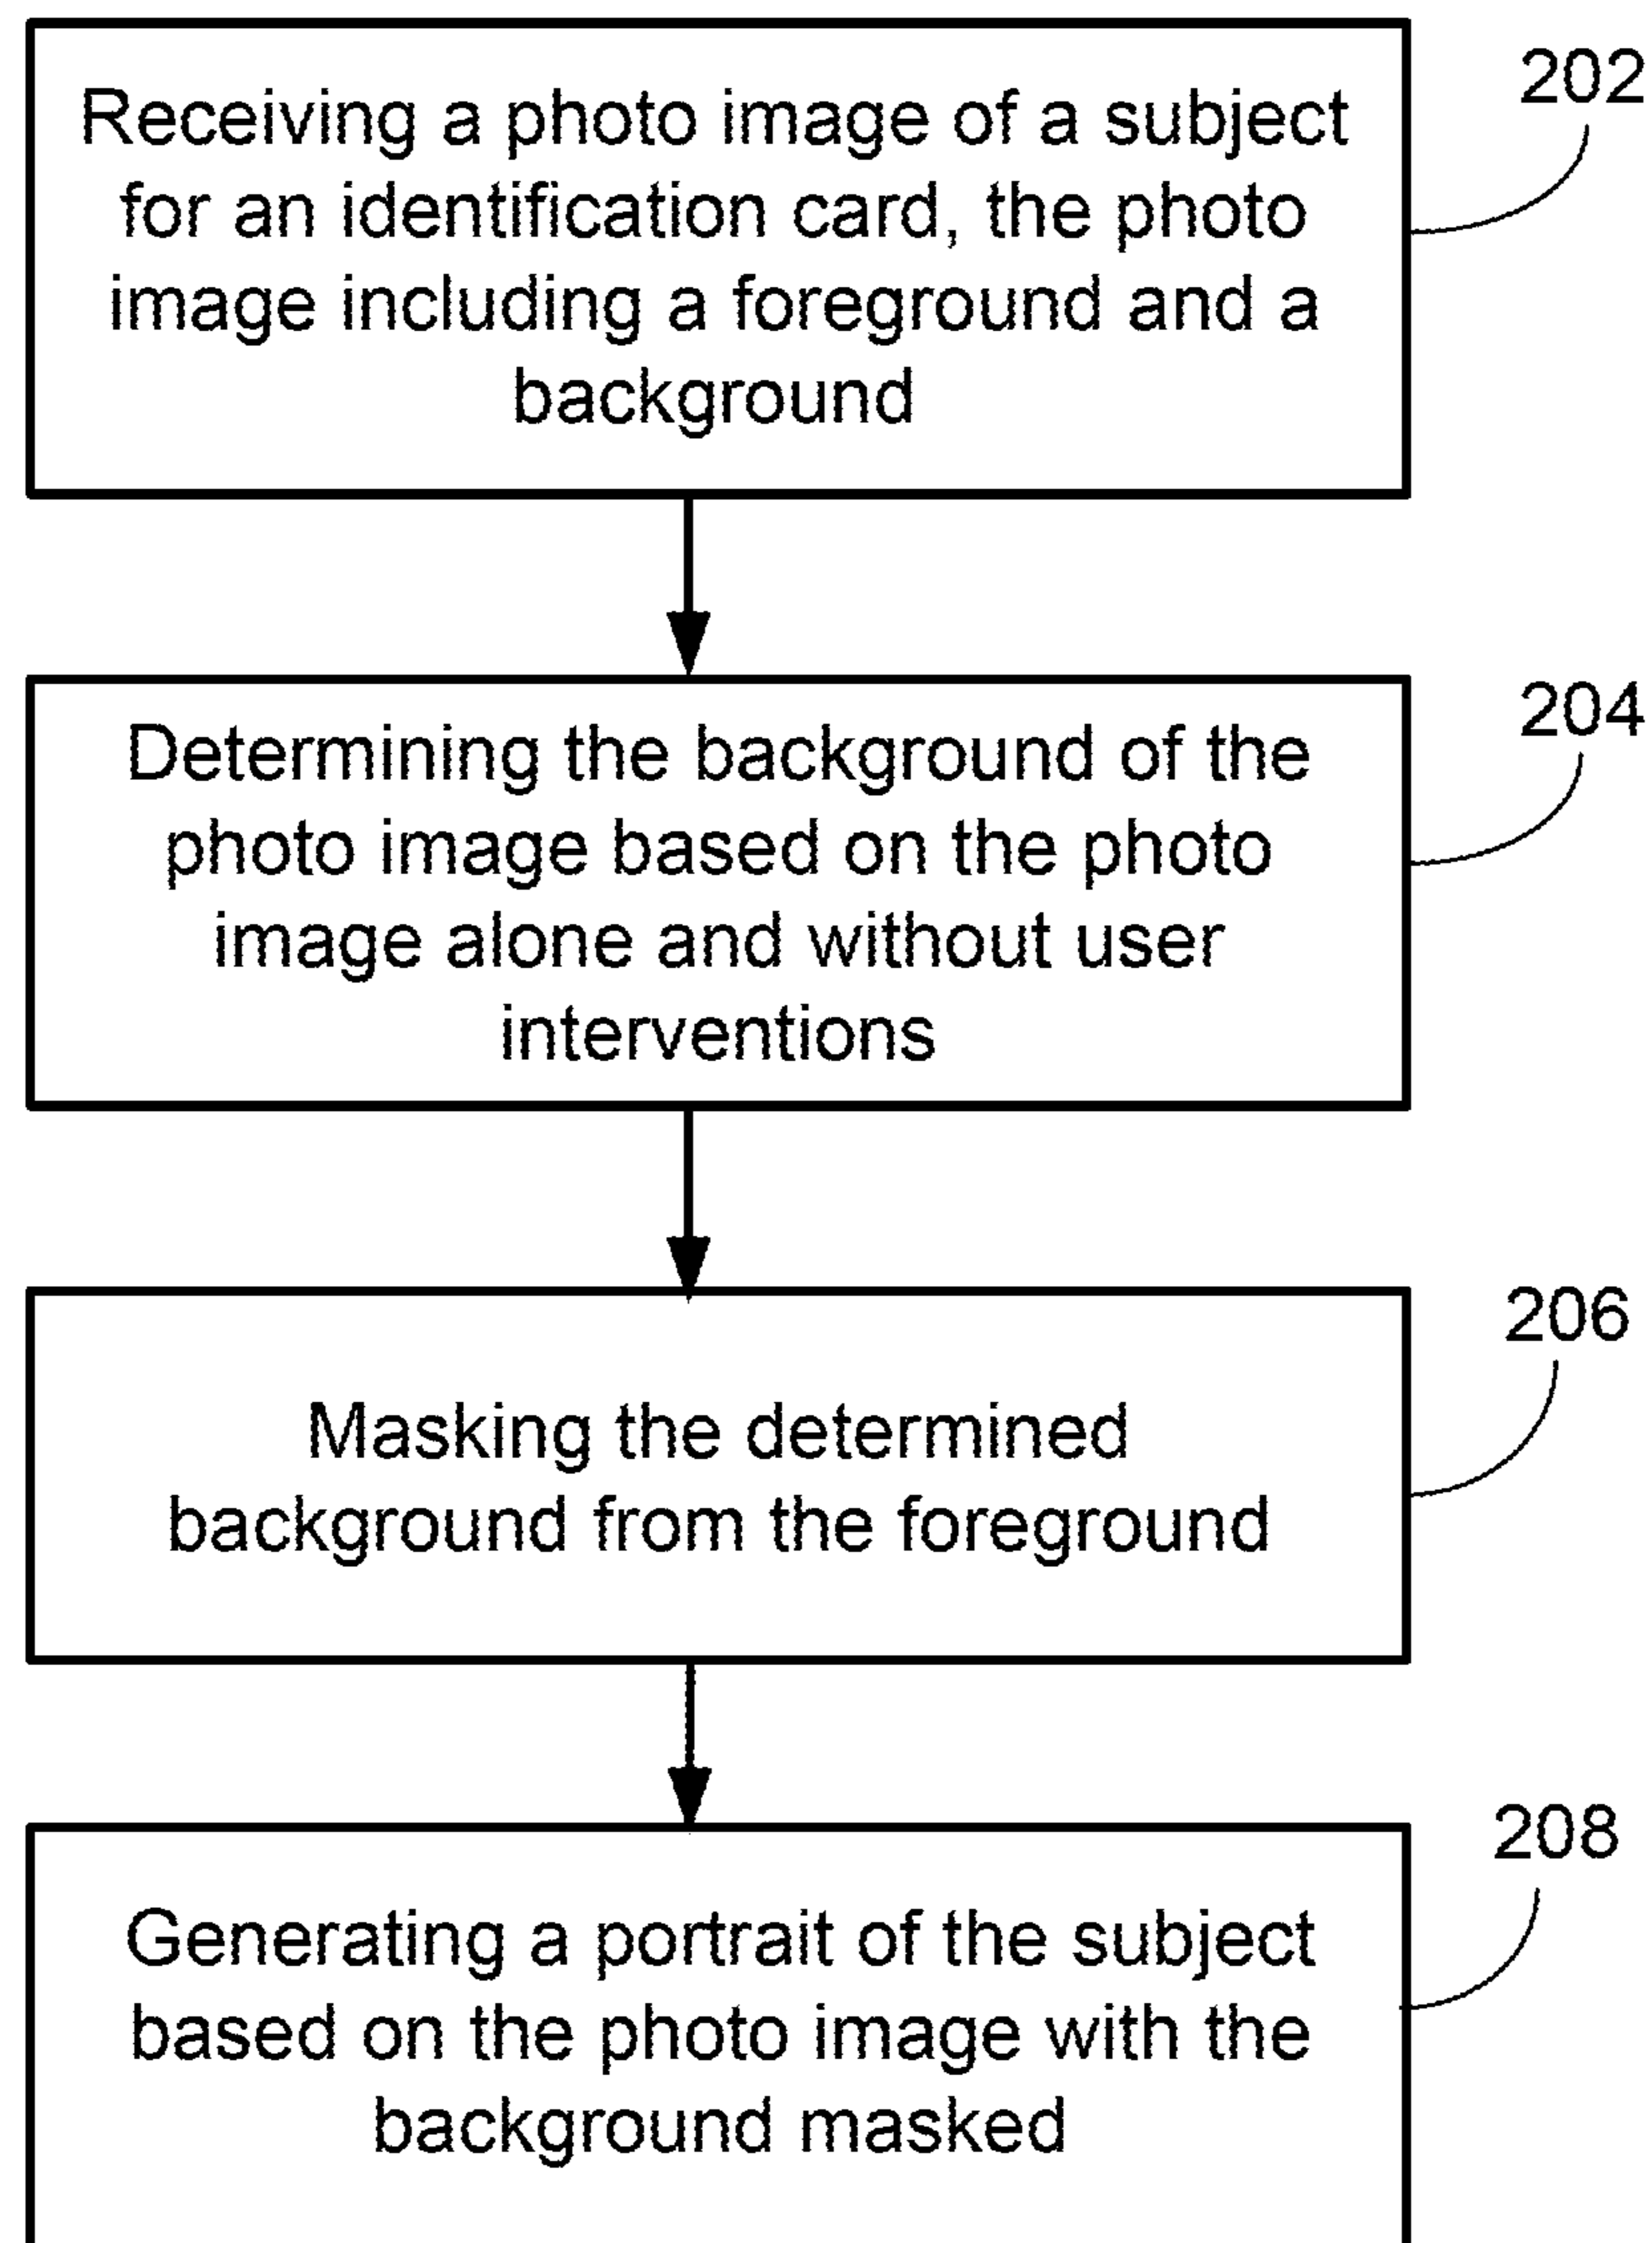 Receiving a photo image of a subject
for an identification card, the photo
image including a foreground and a
background
202
Determining the background of the
photo image based on the photo
image alone and without user
interventions
204
Masking the determined
background from the foreground
206
Generating a portrait of the subject
based on the photo image with the
background masked
208